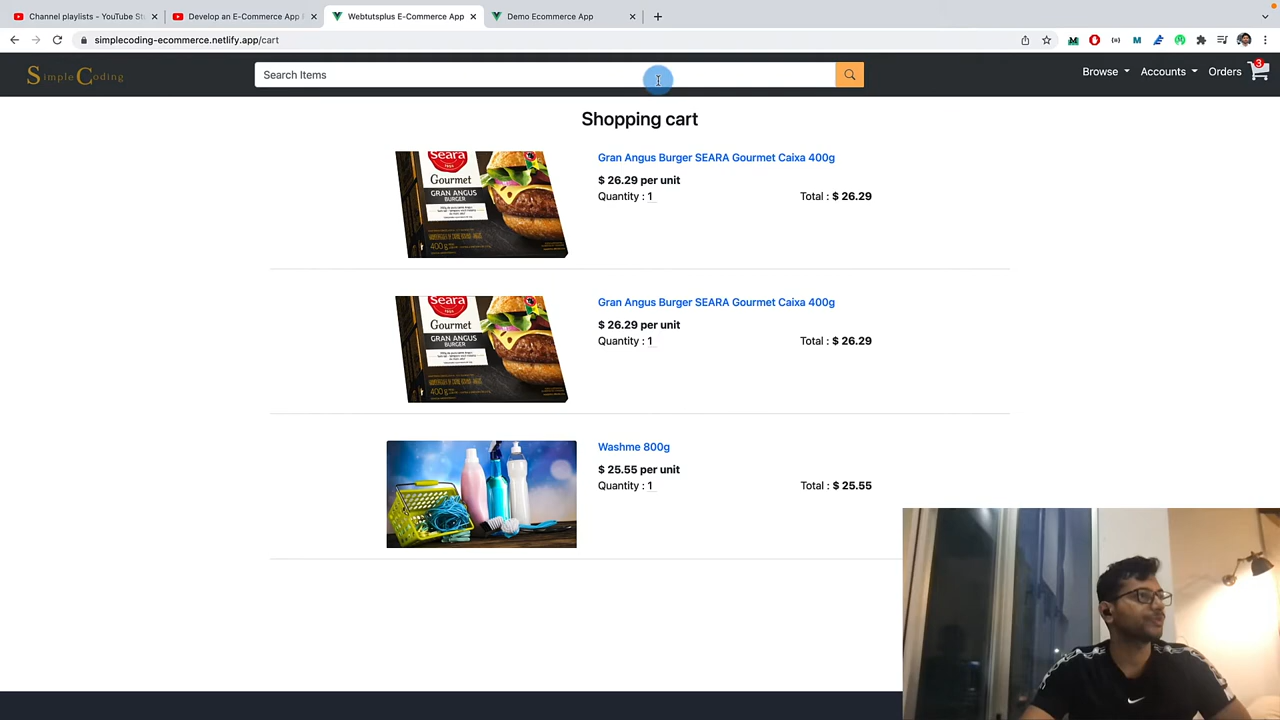 Channel playlists - YouTube St
Develop an E-Commerce App
Webtutsplus E-Commerce App
Demo Ecommerce App
simplecoding-ecommerce.netlify.app/cart
Simple Coding
Search Items
Browse
Accounts
Orders
3
Shopping cart
Seara
Gourmet
GRAN ANGUS
BURGER
400g
Gran Angus Burger SEARA Gourmet Caixa 400g
$ 26.29 per unit
Quantity : 1
Total : $ 26.29
Seara
Gourmet
GRAN ANGUS
BURGER
400g
Gran Angus Burger SEARA Gourmet Caixa 400g
$ 26.29 per unit
Quantity : 1
Total : $ 26.29
Washme 800g
$ 25.55 per unit
Quantity : 1
Total : $ 25.55